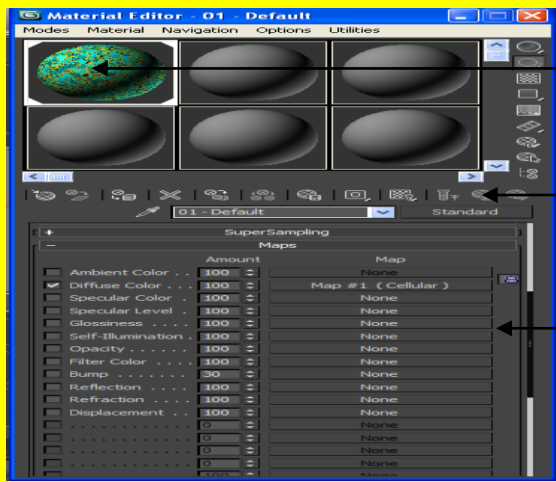 Material Editor - 01 - Default
Modes Material Navigation Options Utilities
01 - Default Standard
+ SuperSampling
- Maps
Amount Map
Ambient Color . . 100 None
Diffuse Color . . . 100 Map #1 ( Cellular )
Specular Color . 100 None
Specular Level . 100 None
Glossiness . . . . 100 None
Self-Illumination . 100 None
Opacity . . . . . . 100 None
Filter Color . . . . 100 None
Bump . . . . . . . 30 None
Reflection . . . . 100 None
Refraction . . . . 100 None
Displacement . . 100 None
. . . . . . . . . . . . . 0 None
. . . . . . . . . . . . . 0 None
. . . . . . . . . . . . . 0 None
. . . . . . . . . . . . . 0 None
100 None